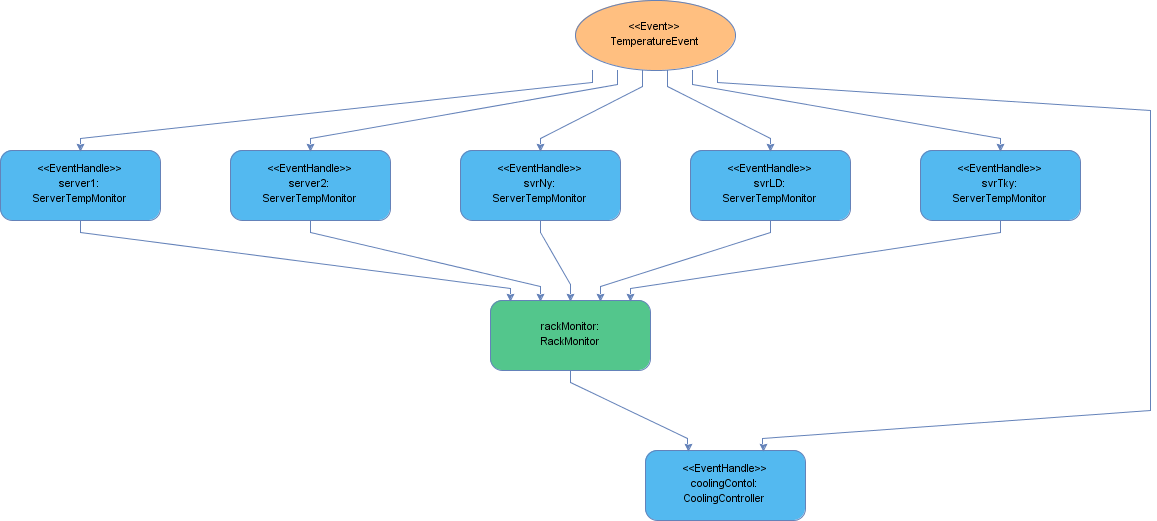 <<Event>>
TemperatureEvent
<<EventHandle>>
server1:
ServerTempMonitor
<<EventHandle>>
server2:
ServerTempMonitor
<<EventHandle>>
svrNy:
ServerTempMonitor
<<EventHandle>>
svrLD:
ServerTempMonitor
<<EventHandle>>
svrTky:
ServerTempMonitor
rackMonitor:
RackMonitor
<<EventHandle>>
coolingContol:
CoolingController